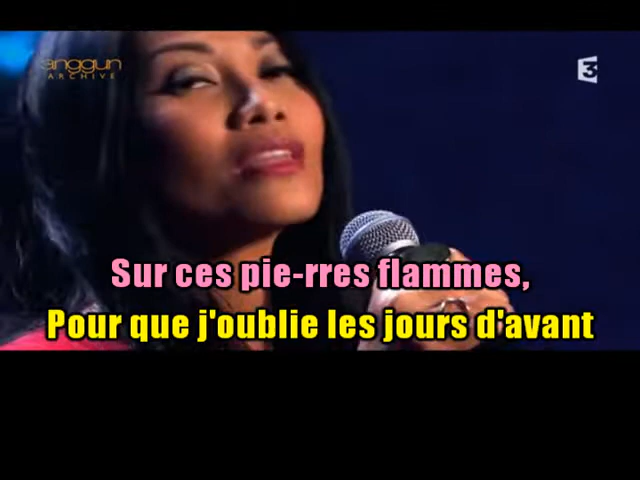 anggun
ARCHIVE
3
Sur ces pie-rres flammes,
Pour que j'oublie les jours d'avant